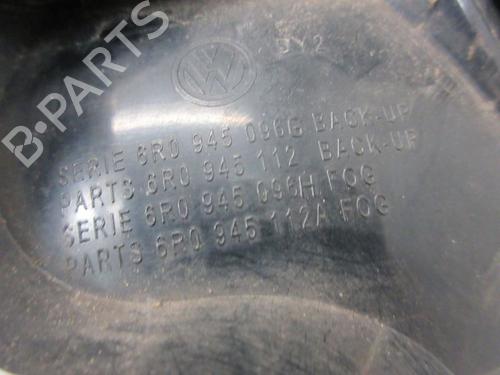 VW
SERIE 6R0 945 096G BACK-UP
PARTS 6R0 945 112 BACK-UP
SERIE 6R0 945 096H FOG
PARTS 6R0 945 112A FOG
B-PARTS